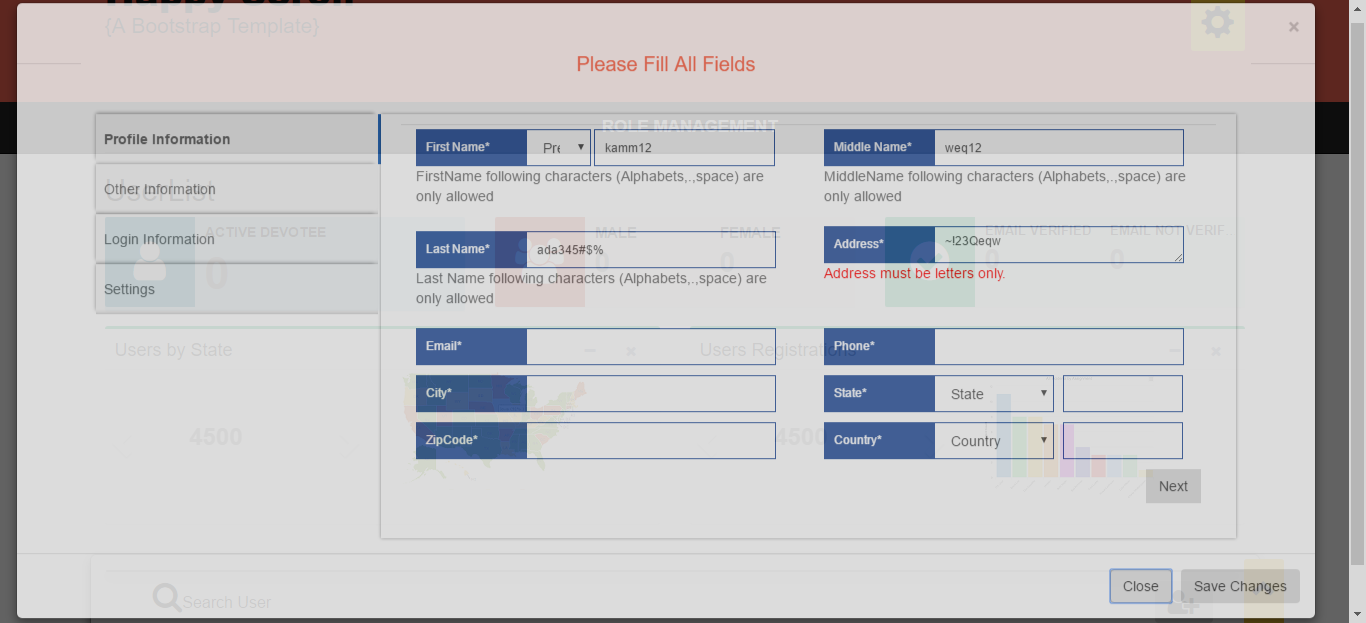 {A Bootstrap Template}
×
Please Fill All Fields
ROLE MANAGEMENT
Profile Information
Other Information
Login Information
Settings
UserList
ACTIVE DEVOTEE
0
MALE
0
FEMALE
0
EMAIL VERIFIED
0
EMAIL NOT VERIF
0
First Name*
Pre
kamm12
FirstName following characters (Alphabets,.,space) are
only allowed
Middle Name*
weq12
MiddleName following characters (Alphabets,.,space) are
only allowed
Last Name*
ada345#$%
Last Name following characters (Alphabets,.,space) are
only allowed
Address*
~!23Qeqw
Address must be letters only.
Users by State
Users Registrations
Email*
Phone*
City*
State*
State
4500
4500
ZipCode*
Country*
Country
Next
Search User
Close
Save Changes